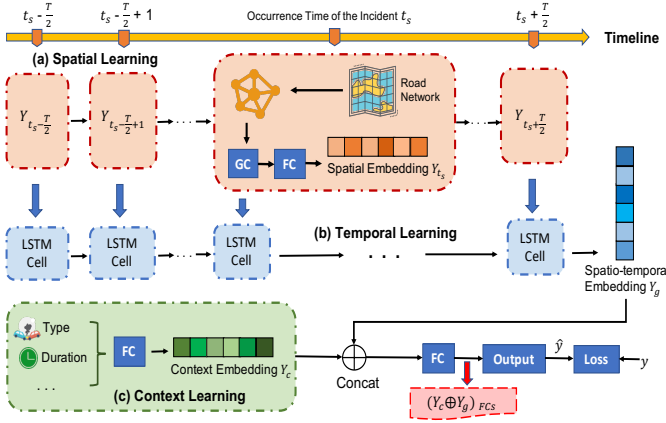 t_s - T/2
t_s - T/2 + 1
Occurrence Time of the Incident t_s
t_s + T/2
Timeline
(a) Spatial Learning
Y_{t_s-T/2}
Y_{t_s-T/2+1}
. . .
Road
Network
GC
FC
Spatial Embedding Y_{t_s}
. . .
Y_{t_s+T/2}
LSTM
Cell
LSTM
Cell
. . .
LSTM
Cell
(b) Temporal Learning
. . .
LSTM
Cell
Spatio-tempora
Embedding Y_g
Type
Duration
. . .
FC
Context Embedding Y_c
(c) Context Learning
Concat
FC
Output
ŷ
Loss
y
(Y_c⊕Y_g)_{FCs}